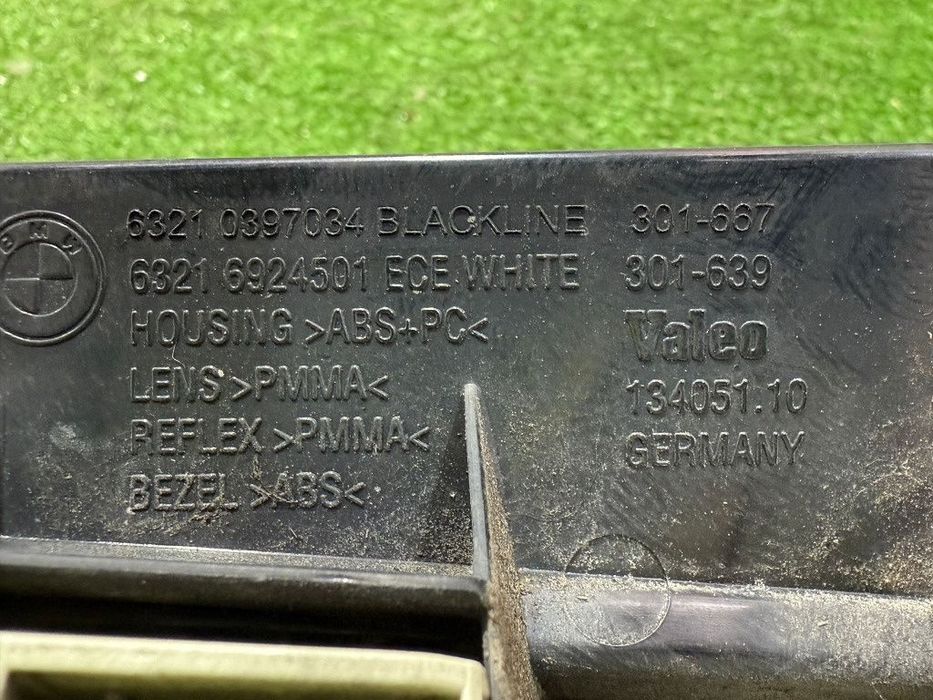 BMW
6321 0397034 BLACKLINE 301-667
6321 6924501 ECE WHITE 301-639
HOUSING >ABS+PC<
Valeo
LENS >PMMA<
134051.10
REFLEX >PMMA<
GERMANY
BEZEL >ABS<